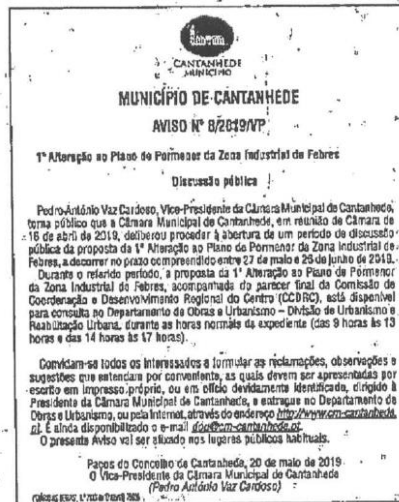 CANTANHEDE
MUNICÍPIO
MUNICÍPIO DE CANTANHEDE
AVISO Nº 8/2019/VP
1ª Alteração ao Plano de Pormenor da Zona Industrial de Febres
Discussão pública
Pedro António Vaz Cardoso, Vice-Presidente da Câmara Municipal de Cantanhede,
torna público que a Câmara Municipal de Cantanhede, em reunião de Câmara de
16 de abril de 2019, deliberou proceder à abertura de um período de discussão
pública da proposta da 1ª Alteração ao Plano de Pormenor da Zona Industrial de
Febres, a decorrer no prazo compreendido entre 27 de maio e 26 de junho de 2019.
Durante o referido período, a proposta da 1ª Alteração ao Plano de Pormenor
da Zona Industrial de Febres, acompanhada do parecer final da Comissão de
Coordenação e Desenvolvimento Regional do Centro (CCDRC), está disponível
para consulta no Departamento de Obras e Urbanismo – Divisão de Urbanismo e
Reabilitação Urbana, durante as horas normais de expediente (das 9 horas às 13
horas e das 14 horas às 17 horas).
Convidam-se todos os interessados a formular as reclamações, observações e
sugestões que entendam por conveniente, as quais devem ser apresentadas por
escrito em impresso próprio, ou em ofício devidamente identificado, dirigido à
Presidente da Câmara Municipal de Cantanhede, e entregue no Departamento de
Obras e Urbanismo, ou pela Internet, através do endereço http://www.cm-cantanhede.
pt. É ainda disponibilizado o e-mail dou@cm-cantanhede.pt.
O presente Aviso vai ser afixado nos lugares públicos habituais.
Paços do Concelho de Cantanhede, 20 de maio de 2019
O Vice-Presidente da Câmara Municipal de Cantanhede
(Pedro António Vaz Cardoso)